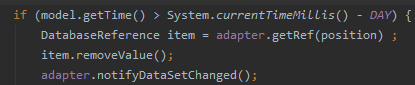 if (model.getTime() > System.currentTimeMillis() - DAY) {
DatabaseReference item = adapter.getRef(position) ;
item.removeValue();
adapter.notifyDataSetChanged();